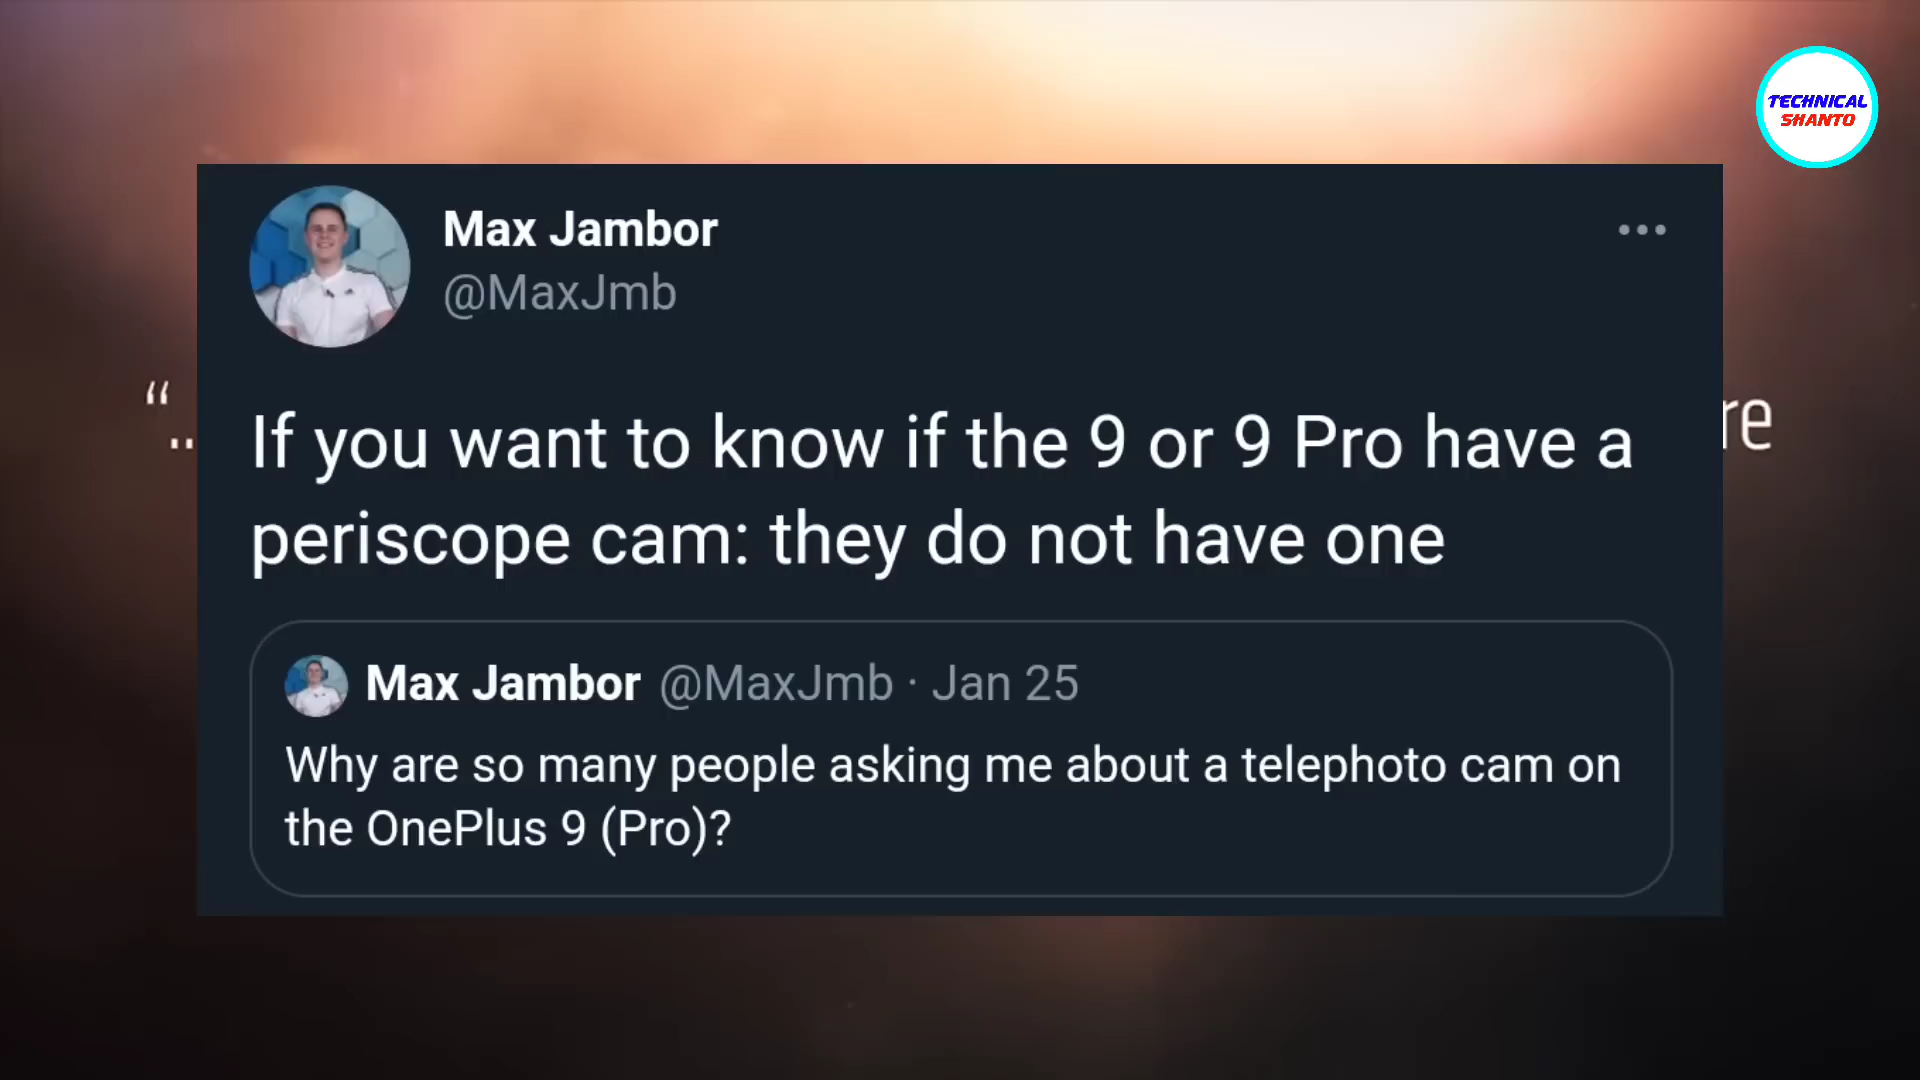 TECHNICAL
SHANTO
Max Jambor
@MaxJmb
“
..
re
If you want to know if the 9 or 9 Pro have a
periscope cam: they do not have one
Max Jambor @MaxJmb · Jan 25
Why are so many people asking me about a telephoto cam on
the OnePlus 9 (Pro)?